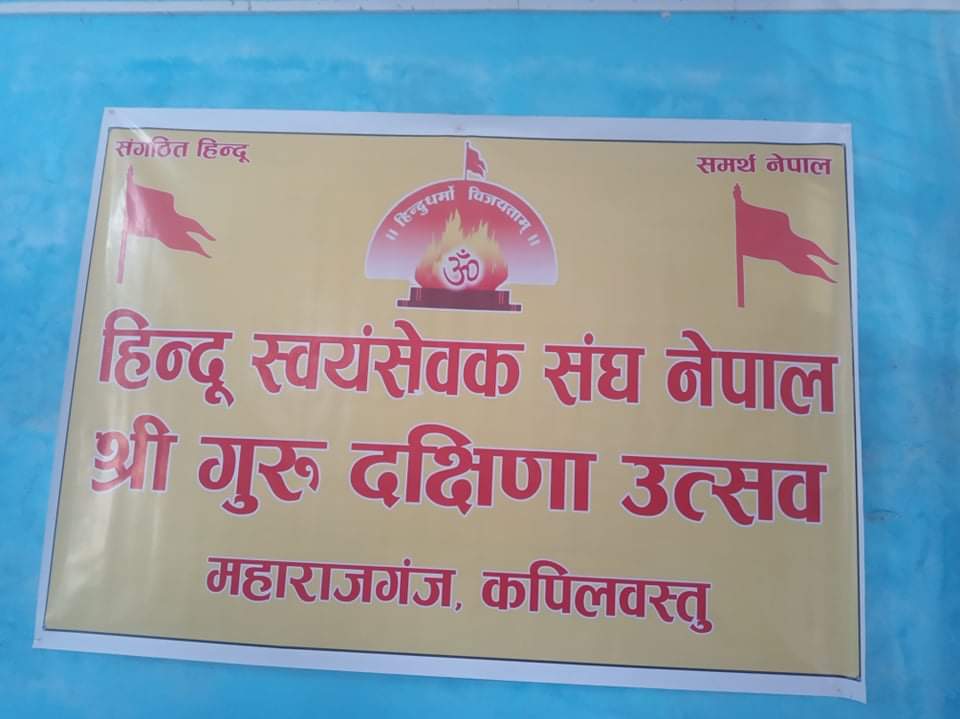 संगठित हिन्दू
समर्थ नेपाल
॥ हिन्दुधर्मो विजयताम् ॥
ॐ
हिन्दू स्वयंसेवक संघ नेपाल
श्री गुरु दक्षिणा उत्सव
महाराजगंज, कपिलवस्तु